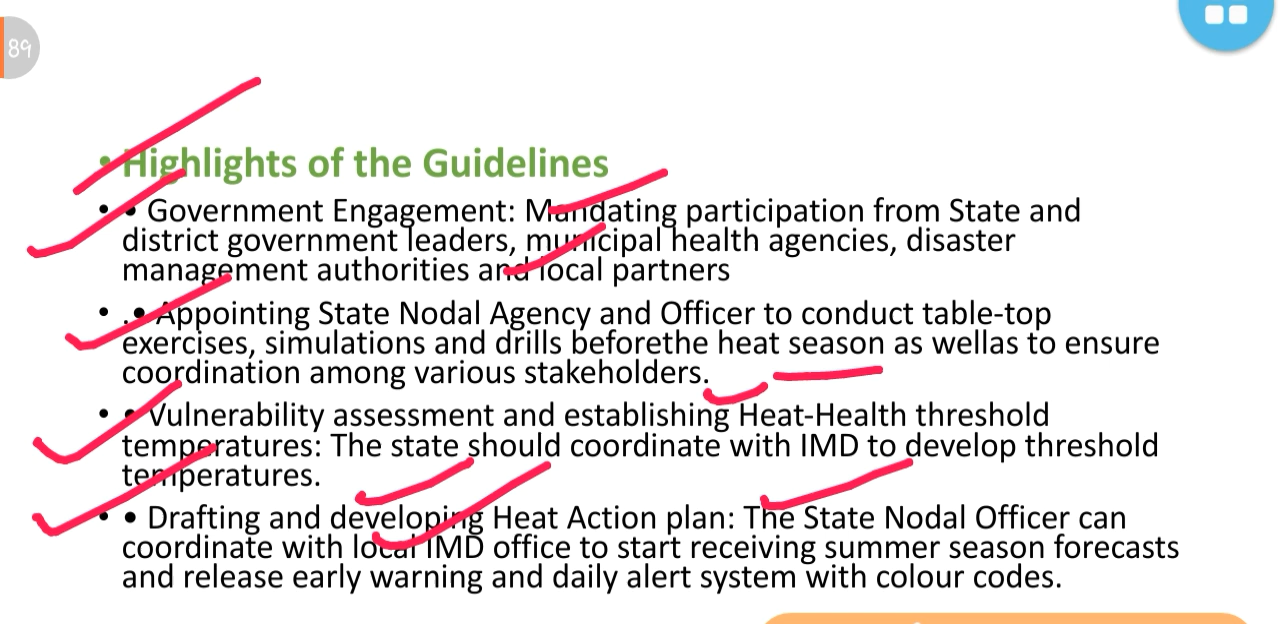 89
• Highlights of the Guidelines
• • Government Engagement: Mandating participation from State and
district government leaders, municipal health agencies, disaster
management authorities and local partners
• .• Appointing State Nodal Agency and Officer to conduct table-top
exercises, simulations and drills beforethe heat season as wellas to ensure
coordination among various stakeholders.
• • Vulnerability assessment and establishing Heat-Health threshold
temperatures: The state should coordinate with IMD to develop threshold
temperatures.
• • Drafting and developing Heat Action plan: The State Nodal Officer can
coordinate with local IMD office to start receiving summer season forecasts
and release early warning and daily alert system with colour codes.